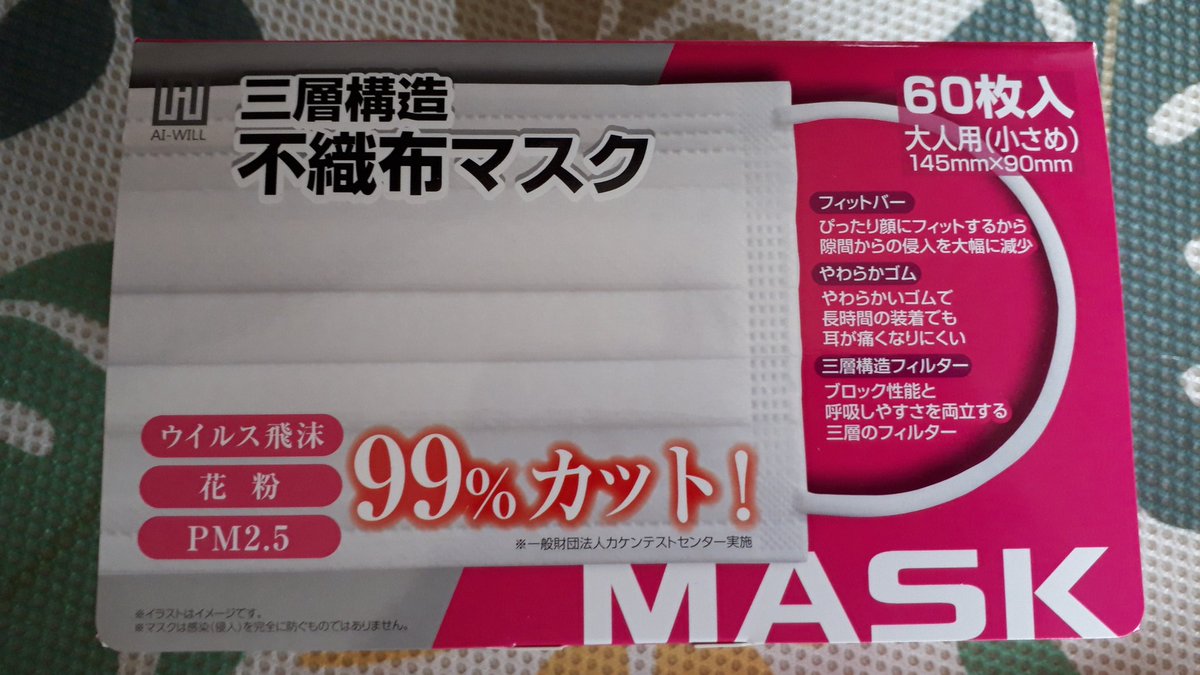 AI-WILL
三層構造
不織布マスク
60枚入
大人用(小さめ)
145mm×90mm
フィットバー
ぴったり顔にフィットするから
隙間からの侵入を大幅に減少
やわらかゴム
やわらかいゴムで
長時間の装着でも
耳が痛くなりにくい
三層構造フィルター
ブロック性能と
呼吸しやすさを両立する
三層のフィルター
ウイルス飛沫
花粉
PM2.5
99%カット!
※一般財団法人カケンテストセンター実施
※イラストはイメージです。
※マスクは感染(侵入)を完全に防ぐものではありません。
MASK